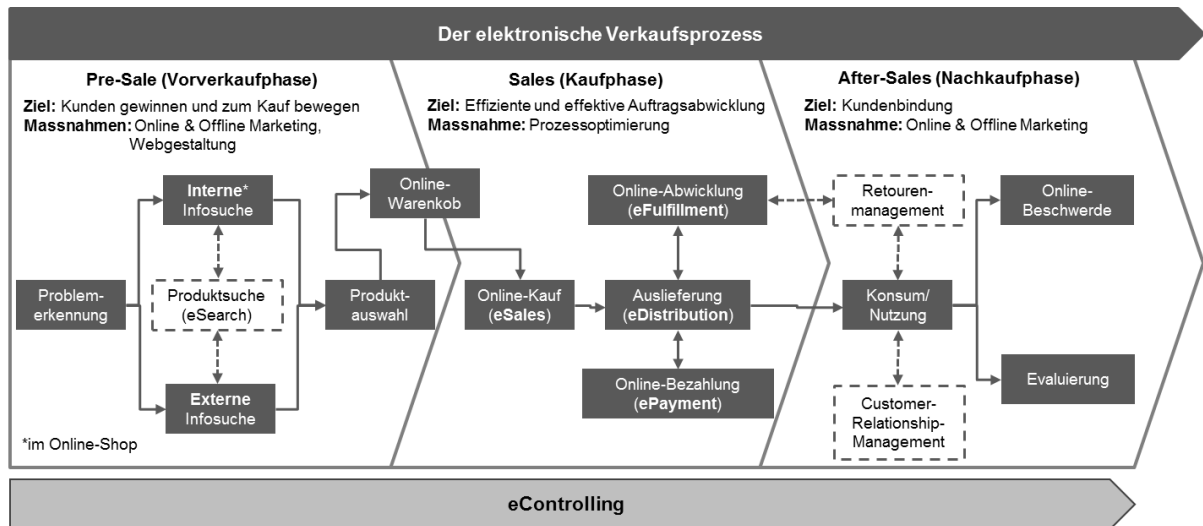 Der elektronische Verkaufsprozess
Pre-Sale (Vorverkaufphase)
Ziel: Kunden gewinnen und zum Kauf bewegen
Massnahmen: Online & Offline Marketing,
Webgestaltung
Sales (Kaufphase)
Ziel: Effiziente und effektive Auftragsabwicklung
Massnahme: Prozessoptimierung
After-Sales (Nachkaufphase)
Ziel: Kundenbindung
Massnahme: Online & Offline Marketing
Problem-
erkennung
Interne*
Infosuche
Produktsuche
(eSearch)
Externe
Infosuche
*im Online-Shop
Produkt-
auswahl
Online-
Warenkob
Online-Kauf
(eSales)
Online-Abwicklung
(eFulfillment)
Auslieferung
(eDistribution)
Online-Bezahlung
(ePayment)
Retouren-
management
Konsum/
Nutzung
Customer-
Relationship-
Management
Online-
Beschwerde
Evaluierung
eControlling